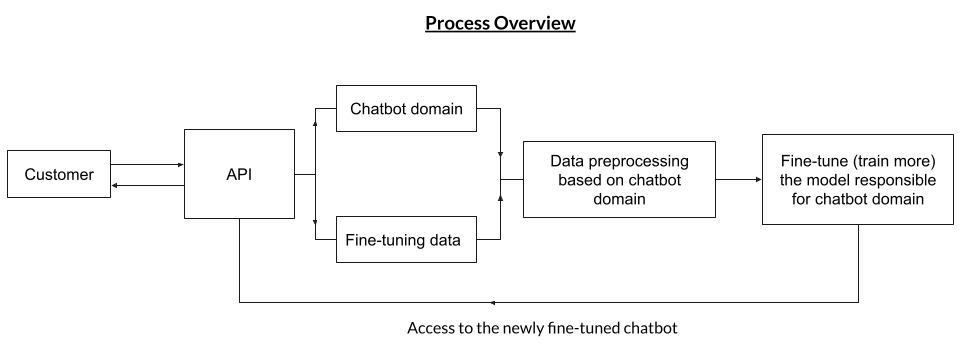 Process Overview
Customer
API
Chatbot domain
Fine-tuning data
Data preprocessing
based on chatbot
domain
Fine-tune (train more)
the model responsible
for chatbot domain
Access to the newly fine-tuned chatbot